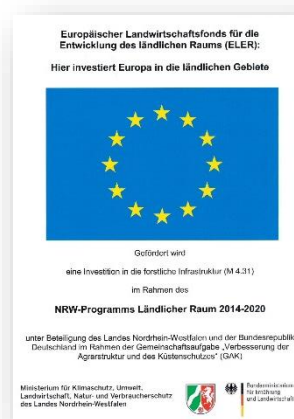 Europäischer Landwirtschaftsfonds für die
Entwicklung des ländlichen Raums (ELER):
Hier investiert Europa in die ländlichen Gebiete
Gefördert wird
eine Investition in die forstliche Infrastruktur (M 4.31)
im Rahmen des
NRW-Programms Ländlicher Raum 2014-2020
unter Beteiligung des Landes Nordrhein-Westfalen und der Bundesrepublik
Deutschland im Rahmen der Gemeinschaftsaufgabe „Verbesserung der
Agrarstruktur und des Küstenschutzes“ (GAK)
Ministerium für Klimaschutz, Umwelt,
Landwirtschaft, Natur- und Verbraucherschutz
des Landes Nordrhein-Westfalen
Bundesministerium
für Ernährung
und Landwirtschaft